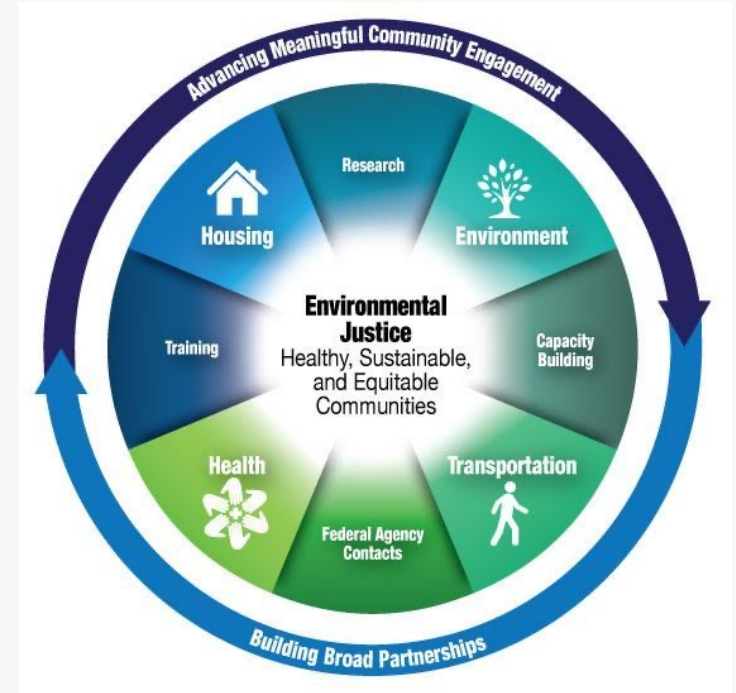 Advancing Meaningful Community Engagement
Research
Housing
Environment
Environmental
Justice
Healthy, Sustainable,
and Equitable
Communities
Training
Capacity
Building
Health
Transportation
Federal Agency
Contacts
Building Broad Partnerships